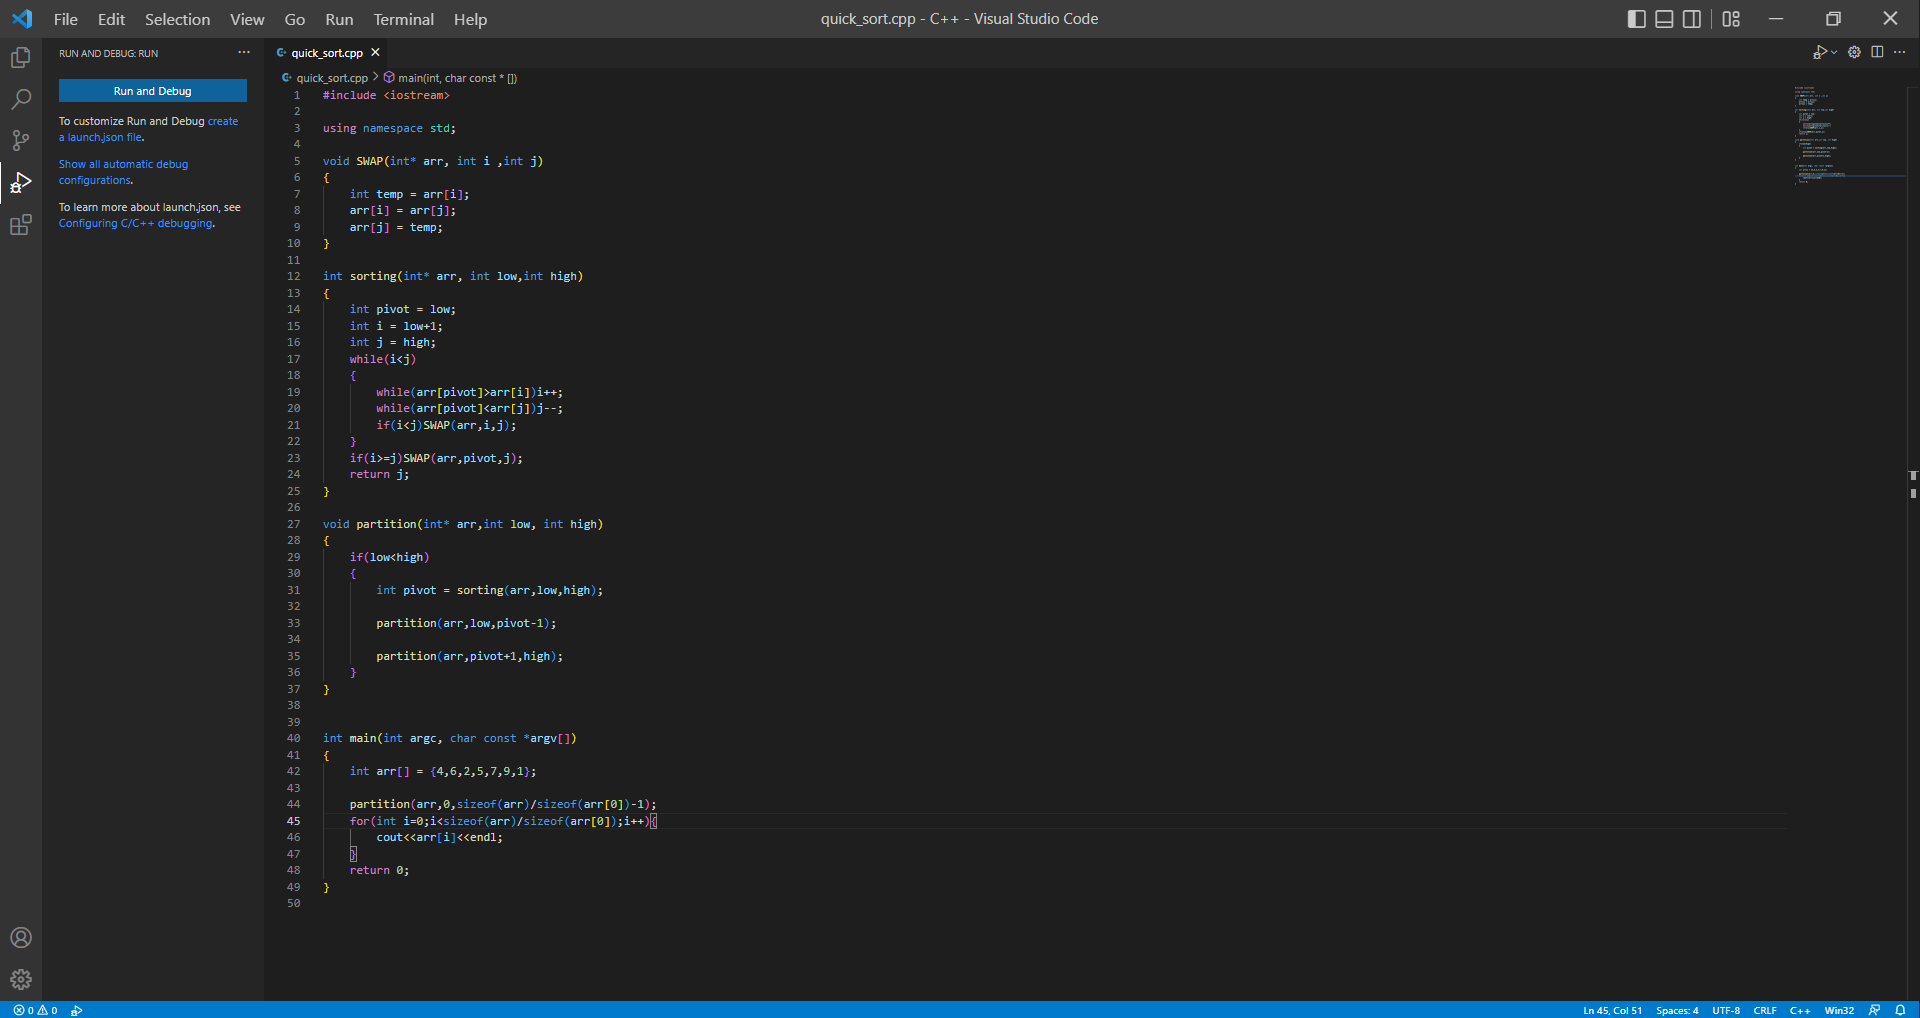 File Edit Selection View Go Run Terminal Help
quick_sort.cpp - C++ - Visual Studio Code
RUN AND DEBUG: RUN
Run and Debug
To customize Run and Debug create
a launch.json file.
Show all automatic debug
configurations.
To learn more about launch.json, see
Configuring C/C++ debugging.
quick_sort.cpp
quick_sort.cpp > main(int, char const * [])
1 #include <iostream>
2
3 using namespace std;
4
5 void SWAP(int* arr, int i ,int j)
6 {
7     int temp = arr[i];
8     arr[i] = arr[j];
9     arr[j] = temp;
10 }
11
12 int sorting(int* arr, int low,int high)
13 {
14     int pivot = low;
15     int i = low+1;
16     int j = high;
17     while(i<j)
18     {
19         while(arr[pivot]>arr[i])i++;
20         while(arr[pivot]<arr[j])j--;
21         if(i<j)SWAP(arr,i,j);
22     }
23     if(i>=j)SWAP(arr,pivot,j);
24     return j;
25 }
26
27 void partition(int* arr,int low, int high)
28 {
29     if(low<high)
30     {
31         int pivot = sorting(arr,low,high);
32
33         partition(arr,low,pivot-1);
34
35         partition(arr,pivot+1,high);
36     }
37 }
38
39
40 int main(int argc, char const *argv[])
41 {
42     int arr[] = {4,6,2,5,7,9,1};
43
44     partition(arr,0,sizeof(arr)/sizeof(arr[0])-1);
45     for(int i=0;i<sizeof(arr)/sizeof(arr[0]);i++){
46         cout<<arr[i]<<endl;
47     }
48     return 0;
49 }
50
0 0
Ln 45, Col 51 Spaces: 4 UTF-8 CRLF C++ Win32